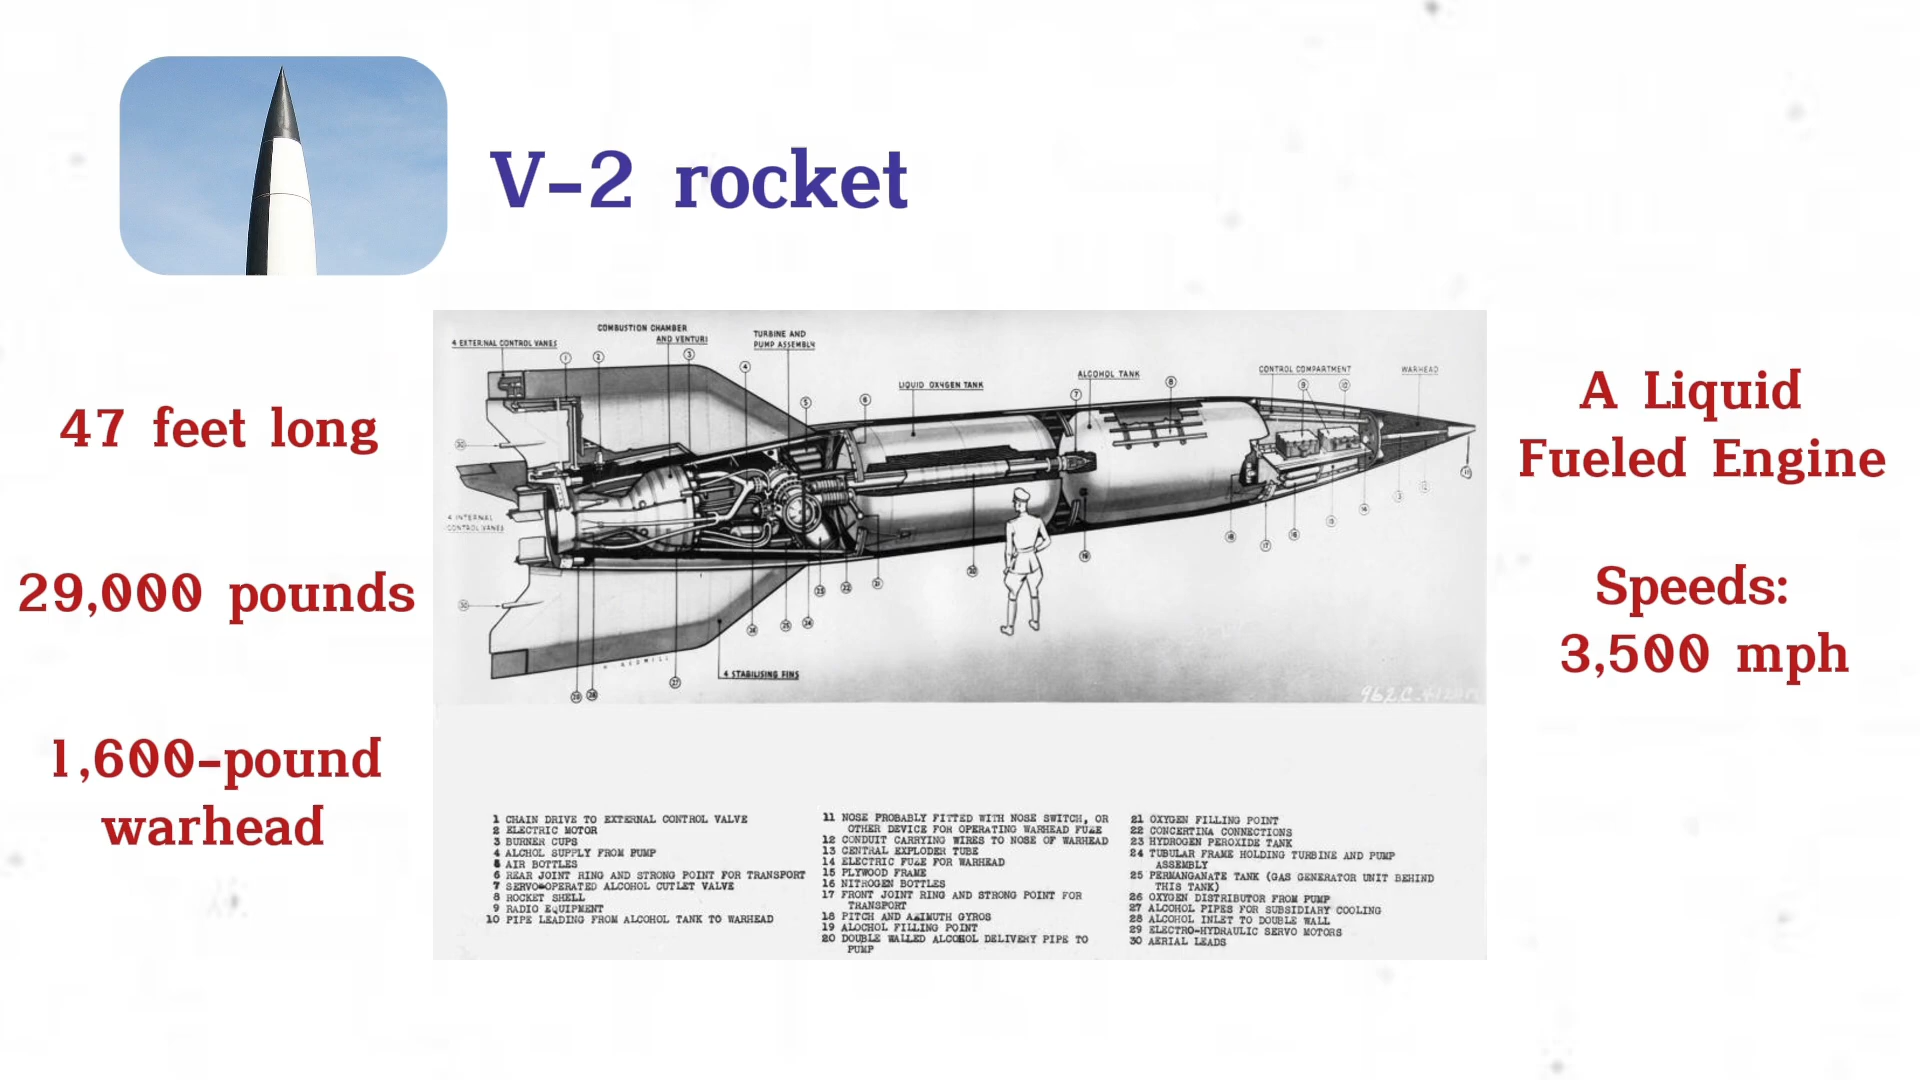 V-2 rocket
47 feet long
29,000 pounds
1,600-pound
warhead
A Liquid
Fueled Engine
Speeds:
3,500 mph
4 EXTERNAL CONTROL VANES
COMBUSTION CHAMBER
AND VENTURI
TURBINE AND
PUMP ASSEMBLY
LIQUID OXYGEN TANK
ALCOHOL TANK
CONTROL COMPARTMENT
WARHEAD
4 INTERNAL
CONTROL VANES
4 STABILISING FINS
1 CHAIN DRIVE TO EXTERNAL CONTROL VALVE
2 ELECTRIC MOTOR
3 BURNER CUPS
4 ALCHOL SUPPLY FROM PUMP
5 AIR BOTTLES
6 REAR JOINT RING AND STRONG POINT FOR TRANSPORT
7 SERVO-OPERATED ALCOHOL OUTLET VALVE
8 ROCKET SHELL
9 RADIO EQUIPMENT
10 PIPE LEADING FROM ALCOHOL TANK TO WARHEAD
11 NOSE PROBABLY FITTED WITH NOSE SWITCH, OR
OTHER DEVICE FOR OPERATING WARHEAD FUZE
12 CONDUIT CARRYING WIRES TO NOSE OF WARHEAD
13 CENTRAL EXPLODER TUBE
14 ELECTRIC FUZE FOR WARHEAD
15 PLYWOOD FRAME
16 NITROGEN BOTTLES
17 FRONT JOINT RING AND STRONG POINT FOR
TRANSPORT
18 PITCH AND AZIMUTH GYROS
19 ALOCHOL FILLING POINT
20 DOUBLE WALLED ALCOHOL DELIVERY PIPE TO
PUMP
21 OXYGEN FILLING POINT
22 CONCERTINA CONNECTIONS
23 HYDROGEN PEROXIDE TANK
24 TUBULAR FRAME HOLDING TURBINE AND PUMP
ASSEMBLY
25 PERMANGANATE TANK (GAS GENERATOR UNIT BEHIND
THIS TANK)
26 OXYGEN DISTRIBUTOR FROM PUMP
27 ALCOHOL PIPES FOR SUBSIDIARY COOLING
28 ALCOHOL INLET TO DOUBLE WALL
29 ELECTRO-HYDRAULIC SERVO MOTORS
30 AERIAL LEADS